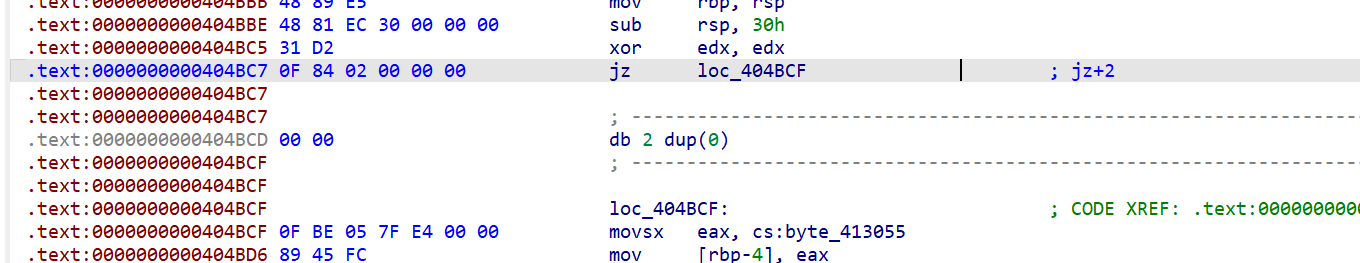 .text:0000000000404BBB 48 89 E5 mov rbp, rsp
.text:0000000000404BBE 48 81 EC 30 00 00 00 sub rsp, 30h
.text:0000000000404BC5 31 D2 xor edx, edx
.text:0000000000404BC7 0F 84 02 00 00 00 jz loc_404BCF ; jz+2
.text:0000000000404BC7
.text:0000000000404BC7 ; ---------------------------------------------------------------
.text:0000000000404BCD 00 00 db 2 dup(0)
.text:0000000000404BCF ; ---------------------------------------------------------------
.text:0000000000404BCF
.text:0000000000404BCF loc_404BCF: ; CODE XREF: .text:000000000
.text:0000000000404BCF 0F BE 05 7F E4 00 00 movsx eax, cs:byte_413055
.text:0000000000404BD6 89 45 FC mov [rbp-4], eax